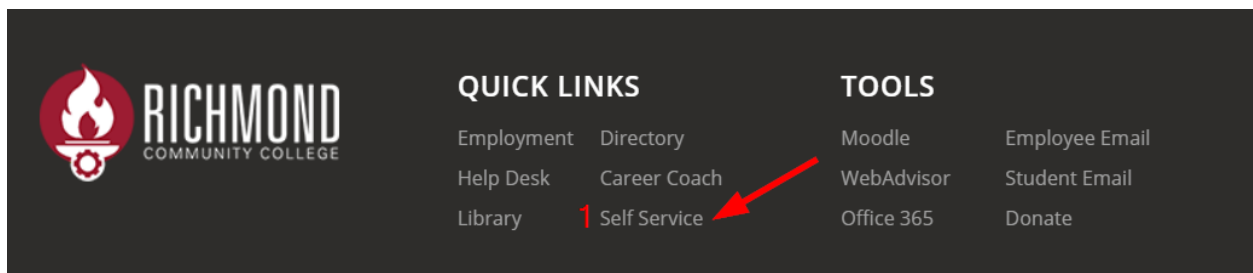 RICHMOND
COMMUNITY COLLEGE
QUICK LINKS
Employment Directory
Help Desk Career Coach
Library 1 Self Service
TOOLS
Moodle Employee Email
WebAdvisor Student Email
Office 365 Donate